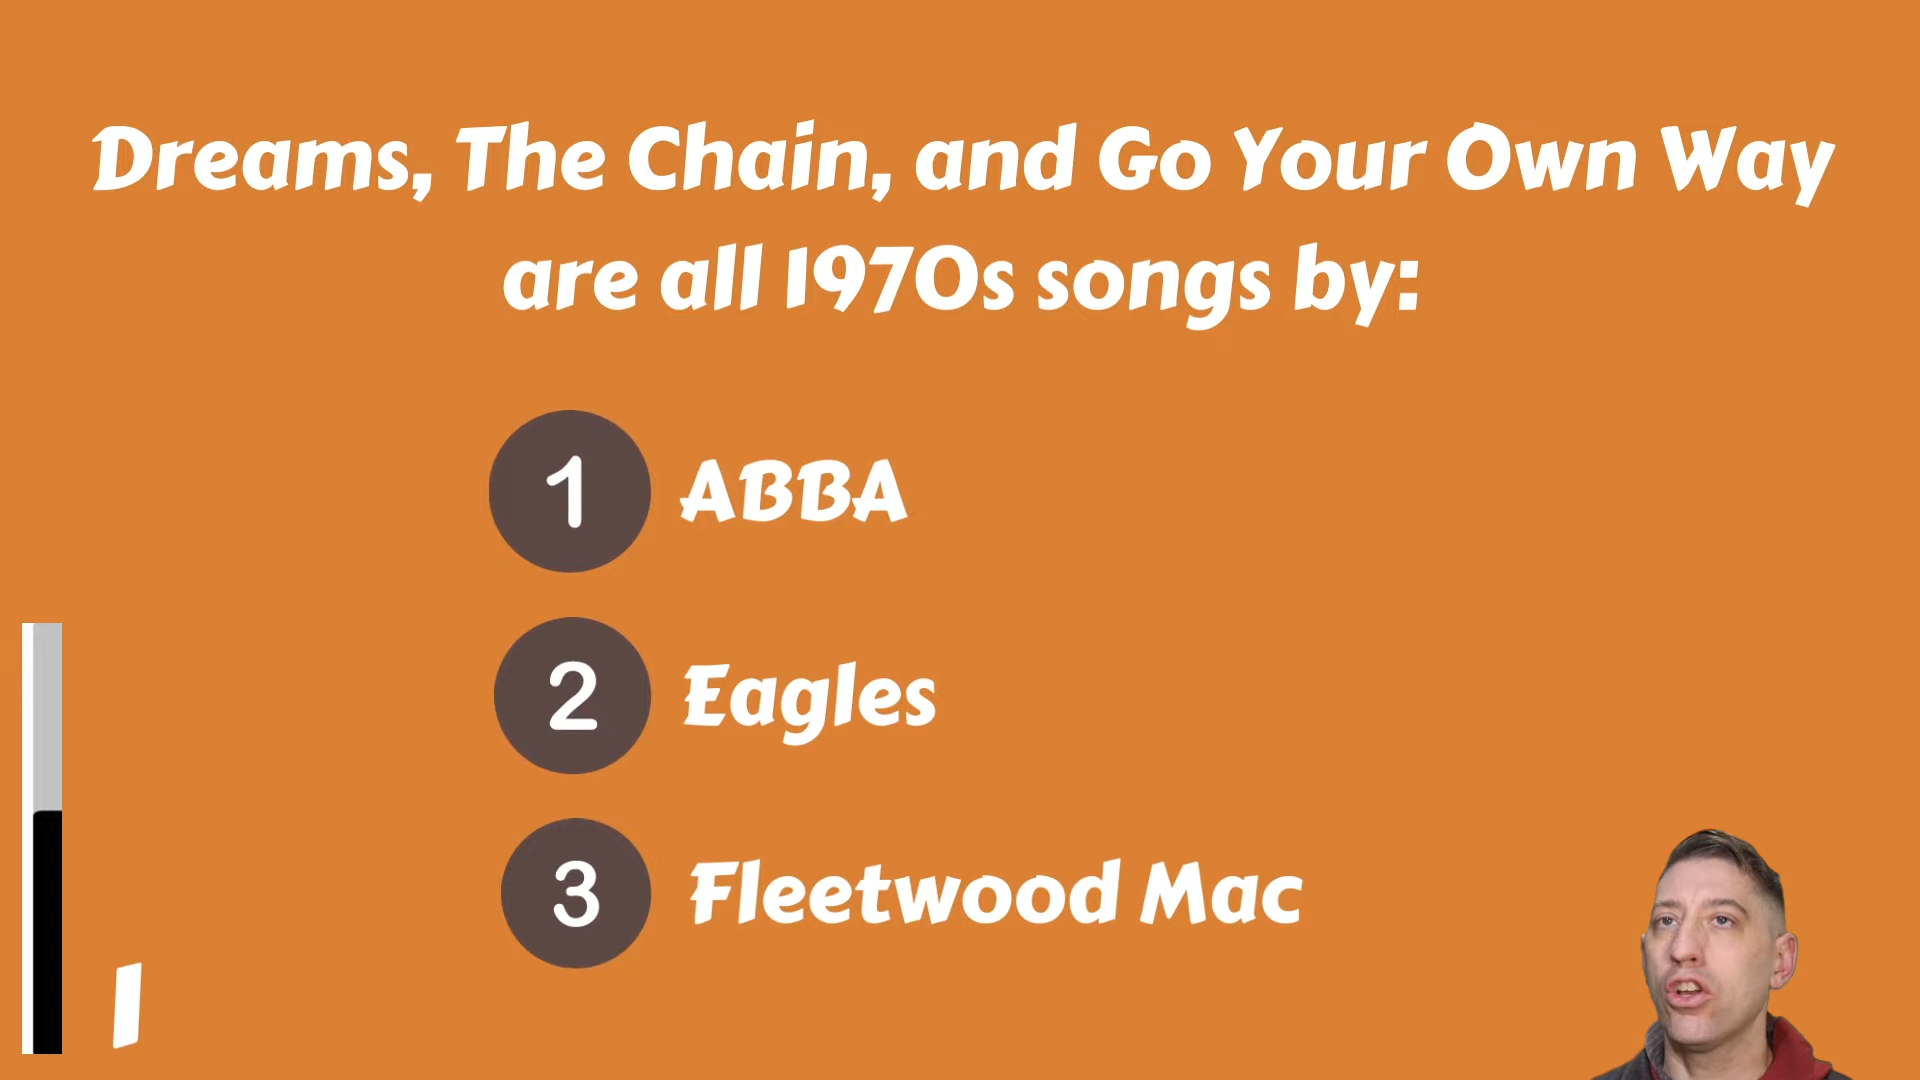 Dreams, The Chain, and Go Your Own Way
are all 1970s songs by:
1 ABBA
2 Eagles
3 Fleetwood Mac
1